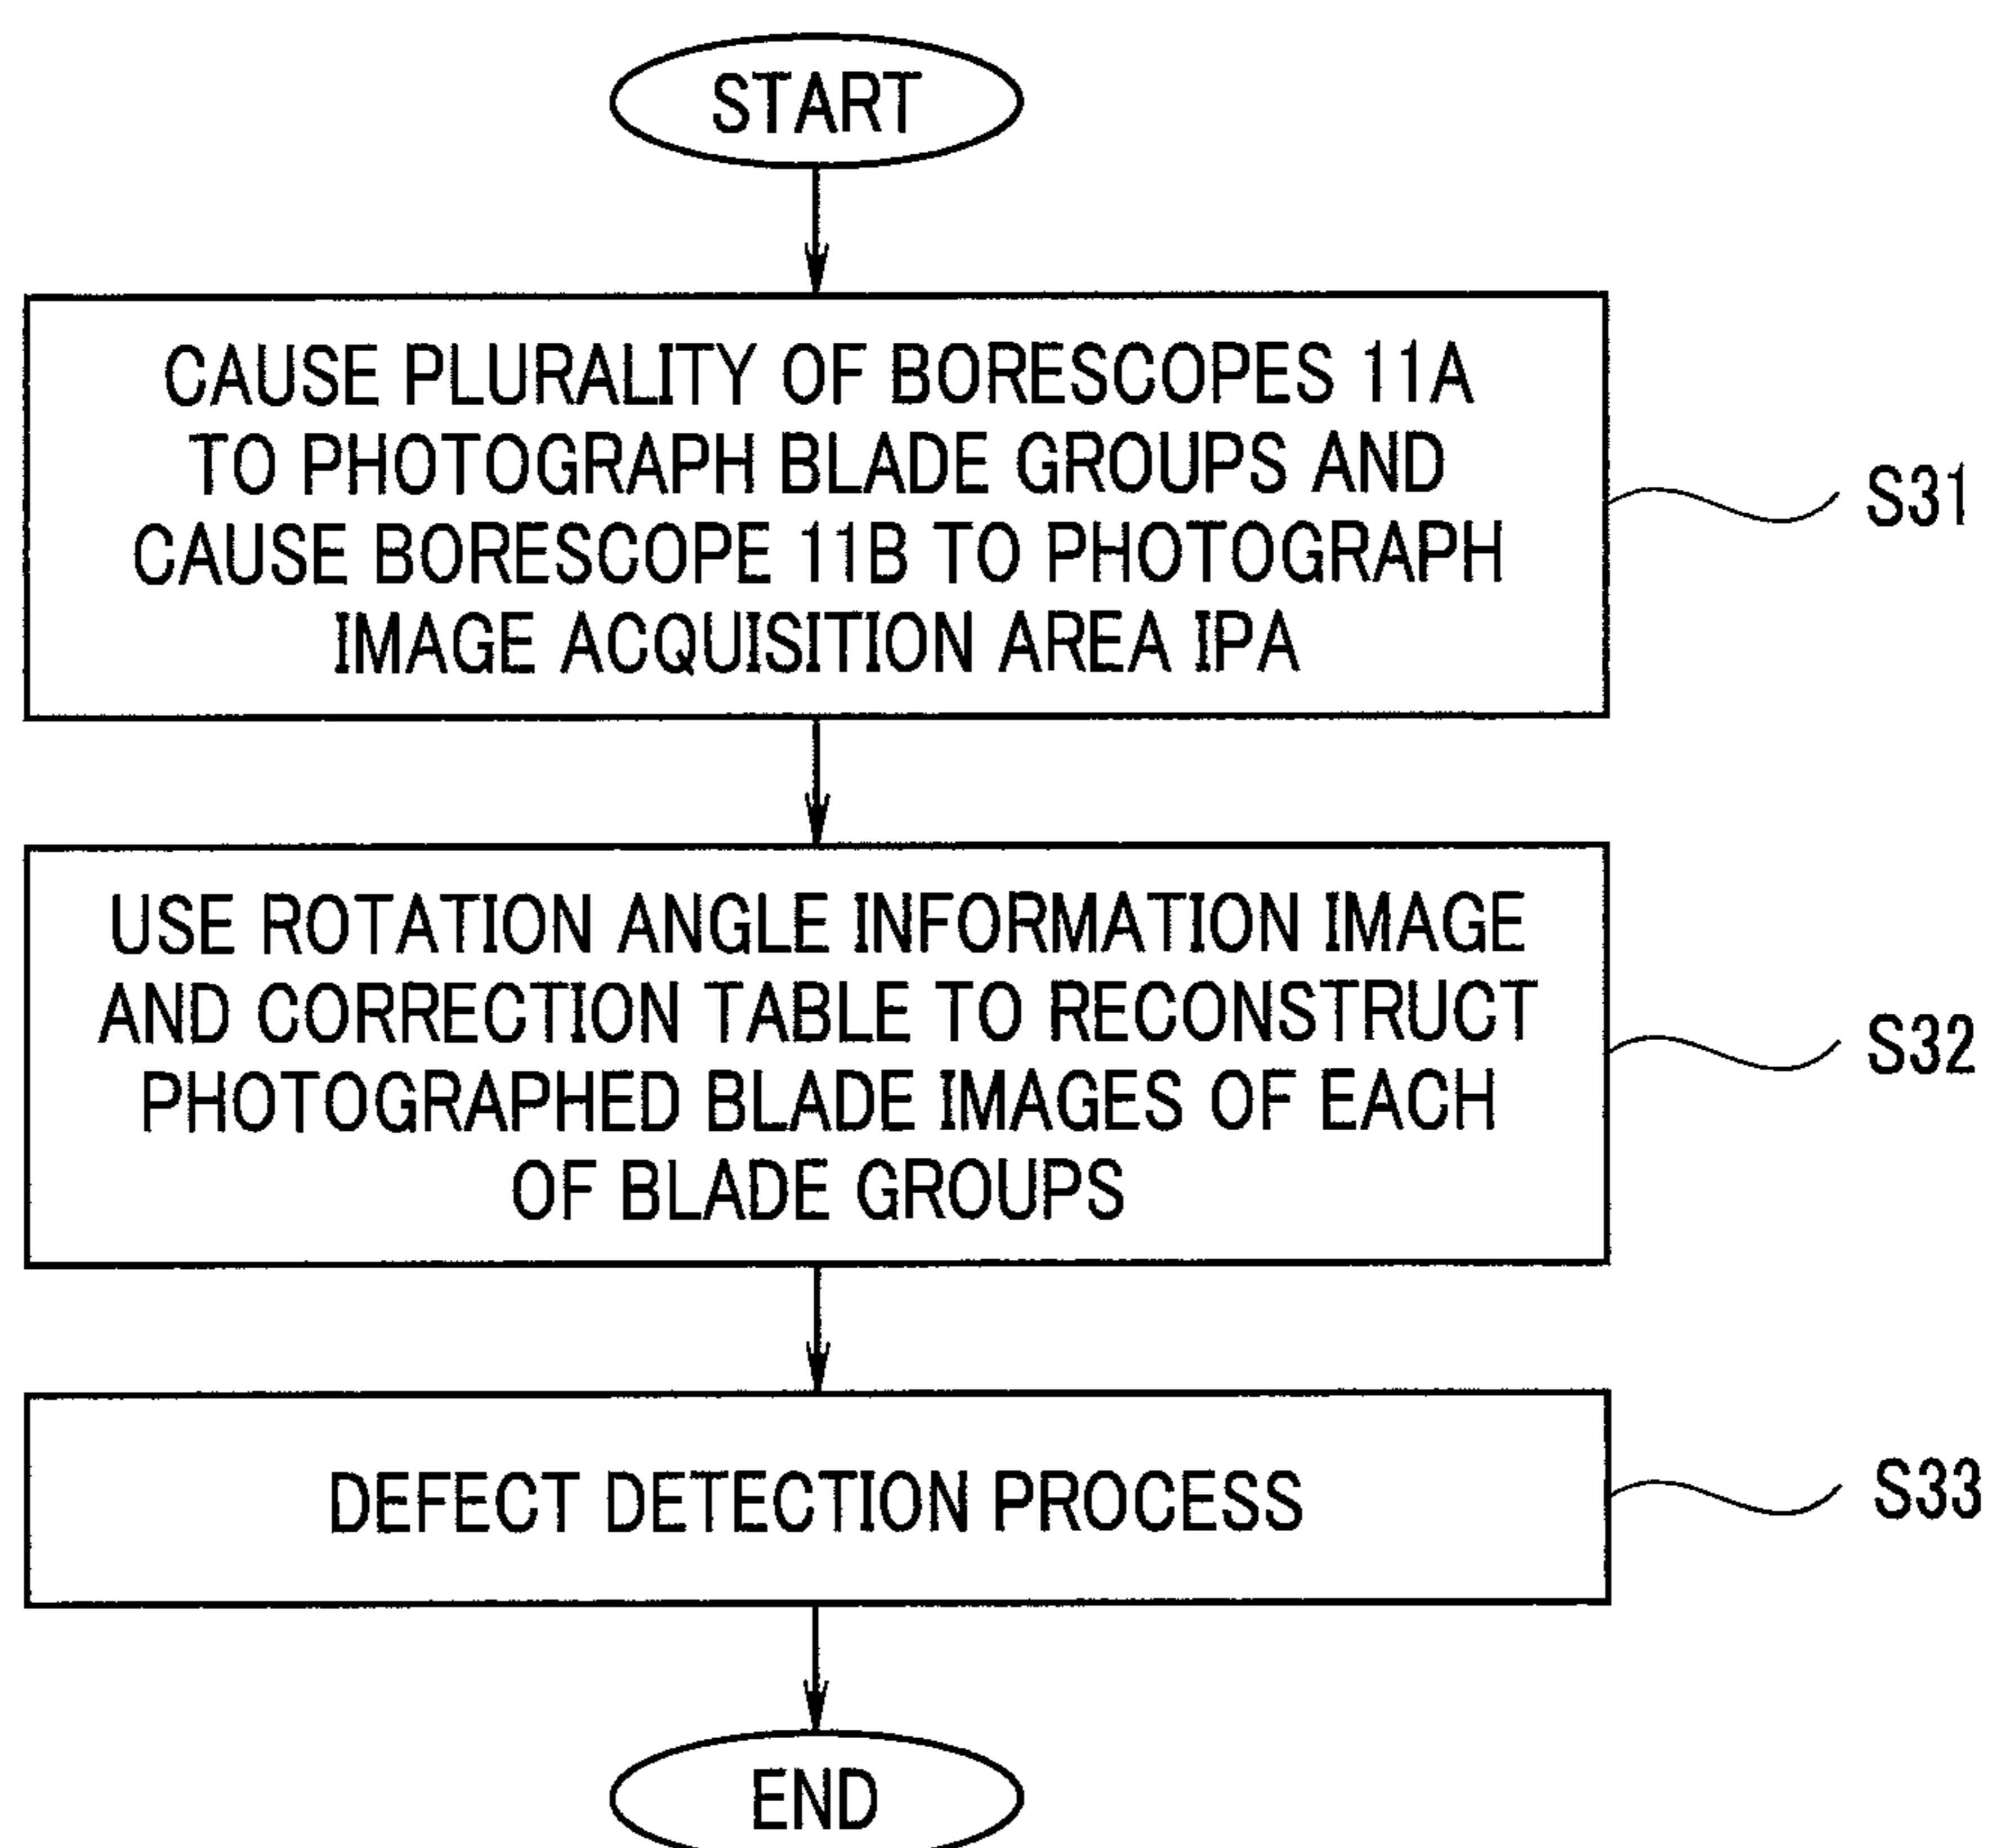 START
CAUSE PLURALITY OF BORESCOPES 11A
TO PHOTOGRAPH BLADE GROUPS AND
CAUSE BORESCOPE 11B TO PHOTOGRAPH
IMAGE ACQUISITION AREA IPA
S31
USE ROTATION ANGLE INFORMATION IMAGE
AND CORRECTION TABLE TO RECONSTRUCT
PHOTOGRAPHED BLADE IMAGES OF EACH
OF BLADE GROUPS
S32
DEFECT DETECTION PROCESS
S33
END